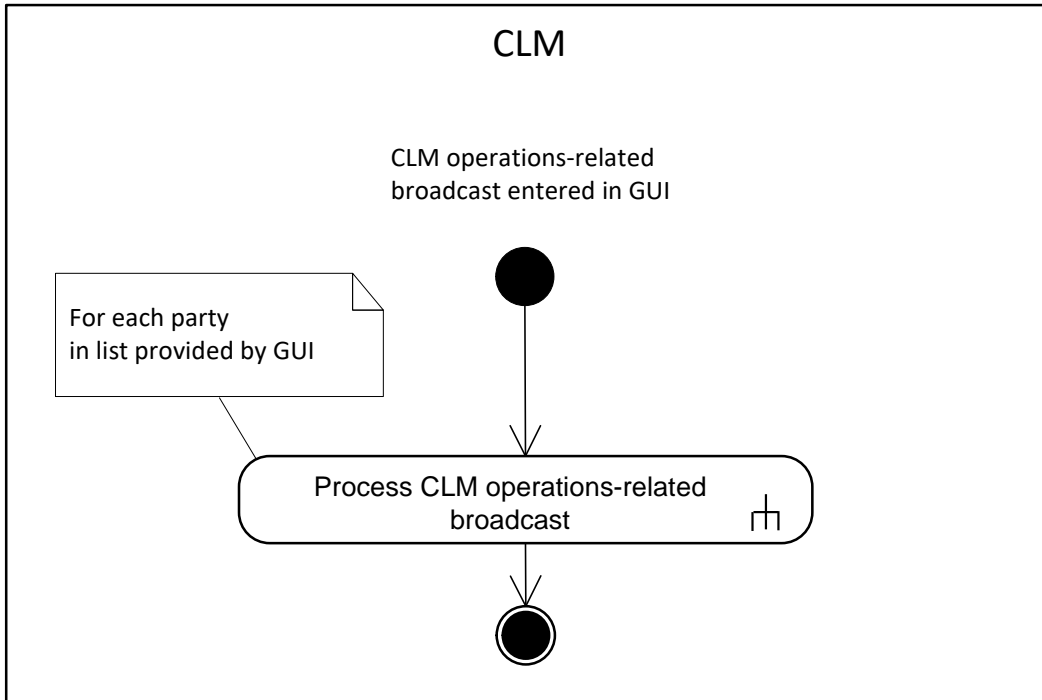 CLM
CLM operations-related
broadcast entered in GUI
For each party
in list provided by GUI
Process CLM operations-related
broadcast